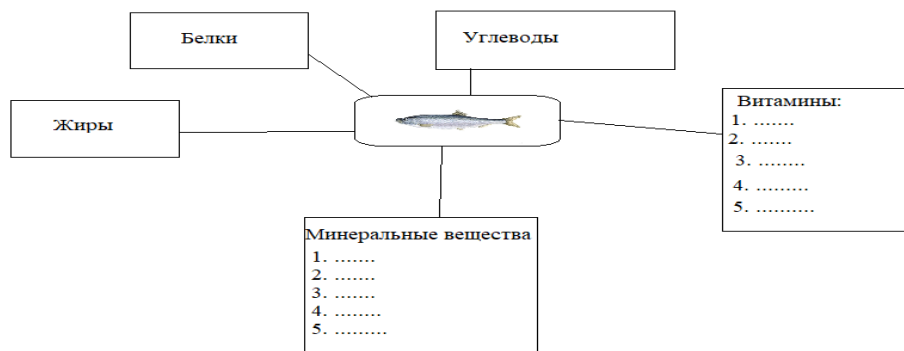 Белки
Углеводы
Жиры
Витамины:
1. .......
2. .......
3. ........
4. .........
5. ..........
Минеральные вещества
1. .......
2. .......
3. .......
4. ........
5. .........